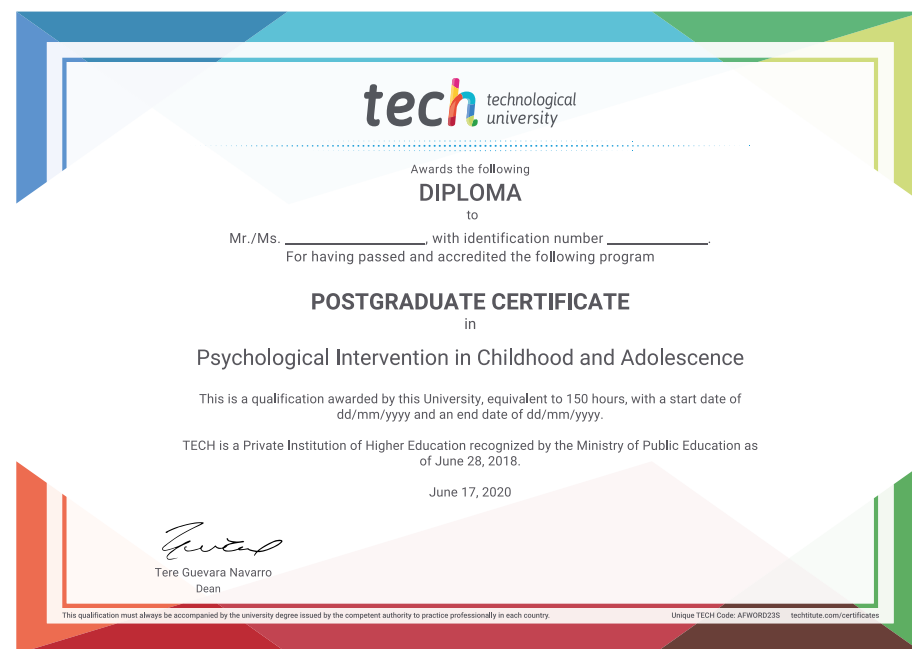 tech technological university
Awards the following
DIPLOMA
to
Mr./Ms. ____________________, with identification number ______________.
For having passed and accredited the following program
POSTGRADUATE CERTIFICATE
in
Psychological Intervention in Childhood and Adolescence
This is a qualification awarded by this University, equivalent to 150 hours, with a start date of
dd/mm/yyyy and an end date of dd/mm/yyyy.
TECH is a Private Institution of Higher Education recognized by the Ministry of Public Education as
of June 28, 2018.
June 17, 2020
Tere Guevara Navarro
Dean
This qualification must always be accompanied by the university degree issued by the competent authority to practice professionally in each country.
Unique TECH Code: AFWORD23S techtitute.com/certificates